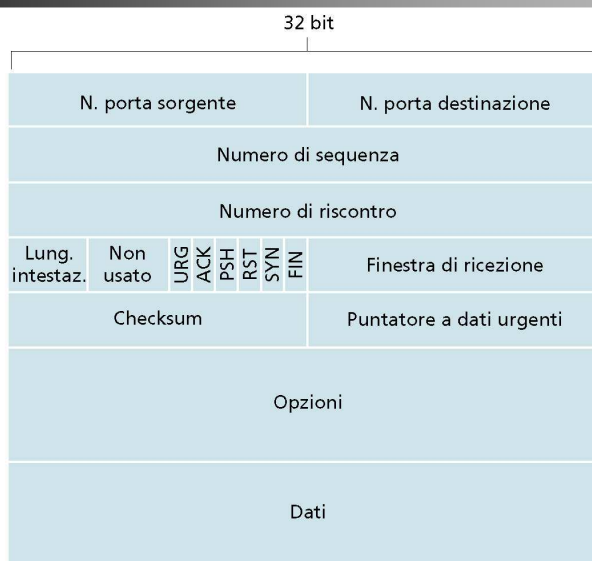 32 bit
N. porta sorgente
N. porta destinazione
Numero di sequenza
Numero di riscontro
Lung.
intestaz.
Non
usato
URG
ACK
PSH
RST
SYN
FIN
Finestra di ricezione
Checksum
Puntatore a dati urgenti
Opzioni
Dati